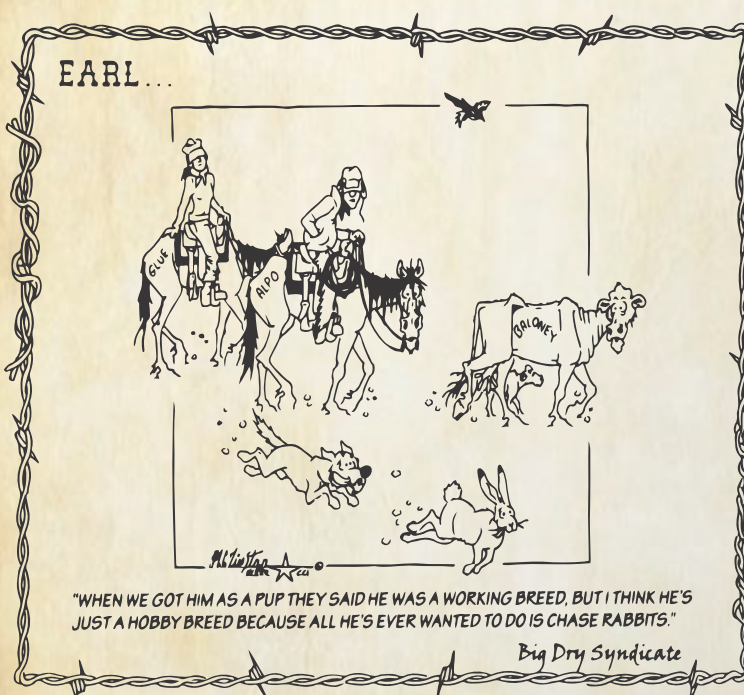 EARL...
GLUE
ALPO
BALONEY
"WHEN WE GOT HIM AS A PUP THEY SAID HE WAS A WORKING BREED, BUT I THINK HE'S
JUST A HOBBY BREED BECAUSE ALL HE'S EVER WANTED TO DO IS CHASE RABBITS."
Big Dry Syndicate